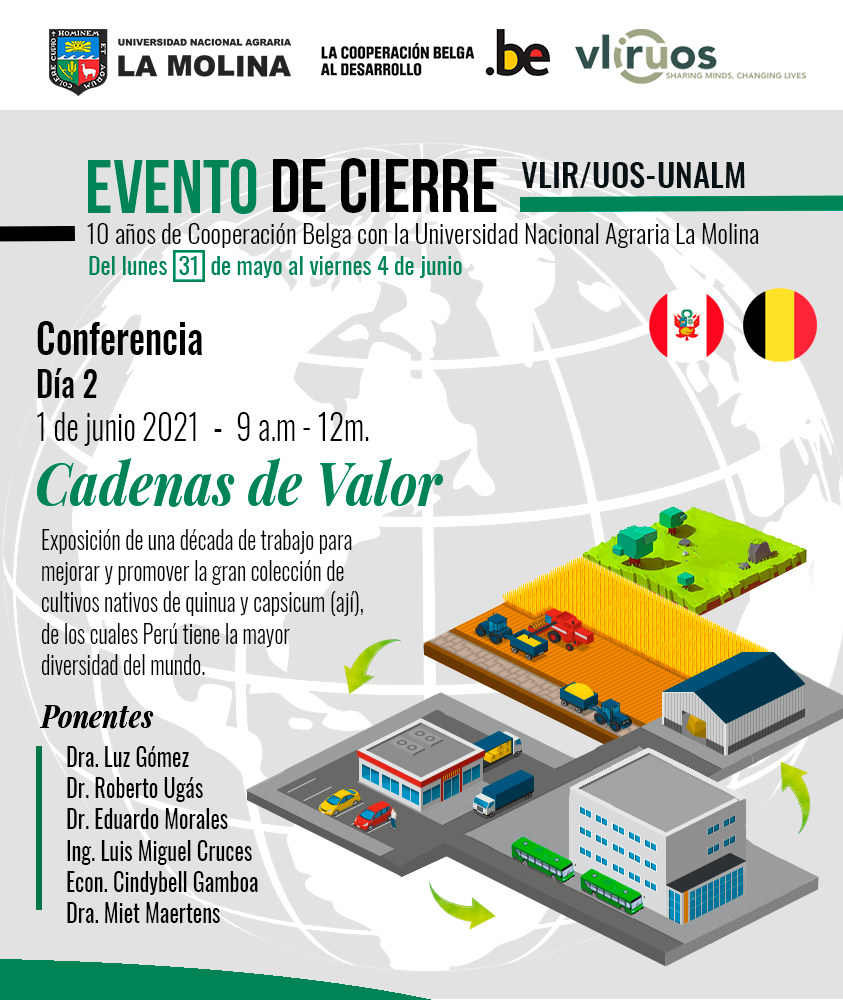 HOMINEM
ET
AGRUM
COLERE CUPIO
UNIVERSIDAD NACIONAL AGRARIA
LA MOLINA
LA COOPERACIÓN BELGA
AL DESARROLLO
.be
vliruos
SHARING MINDS, CHANGING LIVES
EVENTO DE CIERRE
VLIR/UOS-UNALM
10 años de Cooperación Belga con la Universidad Nacional Agraria La Molina
Del lunes 31 de mayo al viernes 4 de junio
Conferencia
Día 2
1 de junio 2021 - 9 a.m - 12m.
Cadenas de Valor
Exposición de una década de trabajo para
mejorar y promover la gran colección de
cultivos nativos de quinua y capsicum (ají),
de los cuales Perú tiene la mayor
diversidad del mundo.
Ponentes
Dra. Luz Gómez
Dr. Roberto Ugás
Dr. Eduardo Morales
Ing. Luis Miguel Cruces
Econ. Cindybell Gamboa
Dra. Miet Maertens